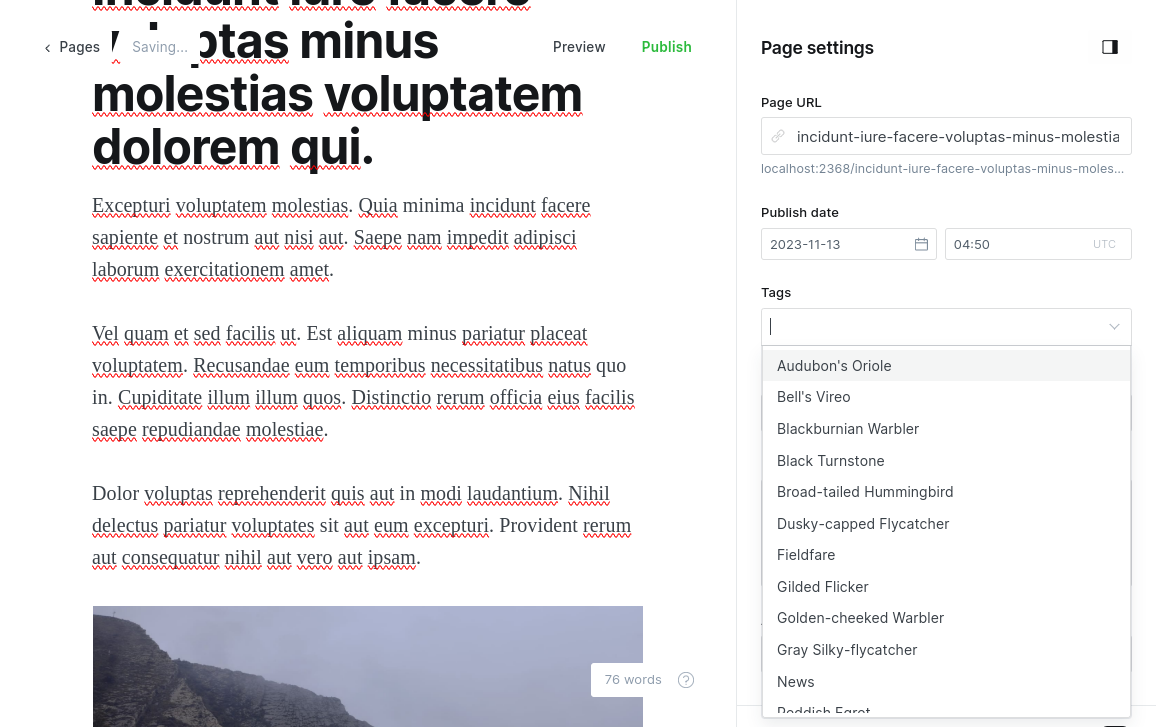 Pages
Saving...
Preview
Publish
incidunt iure facere
voluptas minus
molestias voluptatem
dolorem qui.
Excepturi voluptatem molestias. Quia minima incidunt facere
sapiente et nostrum aut nisi aut. Saepe nam impedit adipisci
laborum exercitationem amet.
Vel quam et sed facilis ut. Est aliquam minus pariatur placeat
voluptatem. Recusandae eum temporibus necessitatibus natus quo
in. Cupiditate illum illum quos. Distinctio rerum officia eius facilis
saepe repudiandae molestiae.
Dolor voluptas reprehenderit quis aut in modi laudantium. Nihil
delectus pariatur voluptates sit aut eum excepturi. Provident rerum
aut consequatur nihil aut vero aut ipsam.
76 words
Page settings
Page URL
incidunt-iure-facere-voluptas-minus-molestia
localhost:2368/incidunt-iure-facere-voluptas-minus-moles...
Publish date
2023-11-13
04:50
UTC
Tags
Audubon's Oriole
Bell's Vireo
Blackburnian Warbler
Black Turnstone
Broad-tailed Hummingbird
Dusky-capped Flycatcher
Fieldfare
Gilded Flicker
Golden-cheeked Warbler
Gray Silky-flycatcher
News
Reddish Egret